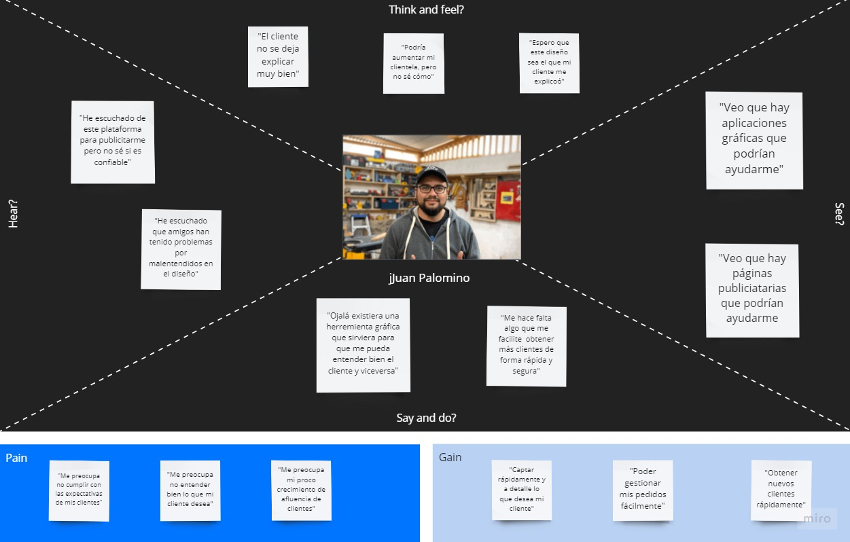 Think and feel?
"El cliente
no se deja
explicar
muy bien"
"Podría
aumentar mi
clientela, pero
no sé cómo"
"Espero que
este diseño
sea el que mi
cliente me
explicó"
Hear?
"He escuchado de
este plataforma
para publicitarme
pero no sé si es
confiable"
"He escuchado
que amigos han
tenido problemas
por
malentendidos en
el diseño"
"Veo que hay
aplicaciones
gráficas que
podrían
ayudarme"
See?
"Veo que hay
páginas
publiciatarias
que podrían
ayudarme
jJuan Palomino
"Ojalá existiera una
herremienta gráfica
que sirviera para
que me pueda
entender bien el
cliente y viceversa"
"Me hace falta
algo que me
facilite obtener
más clientes de
forma rápida y
segura"
Say and do?
Pain
"Me preocupa
no cumplir con
las expectativas
de mis clientes"
"Me preocupa
no entender
bien lo que mi
cliente desea"
"Me preocupa
mi proco
crecimiento de
afluencia de
clientes"
Gain
"Captar
rápidamente y
a detalle lo
que desea mi
cliente"
"Poder
gestionar
mis pedidos
fácilmente"
"Obtener
nuevos
clientes
rápidamente"
miro